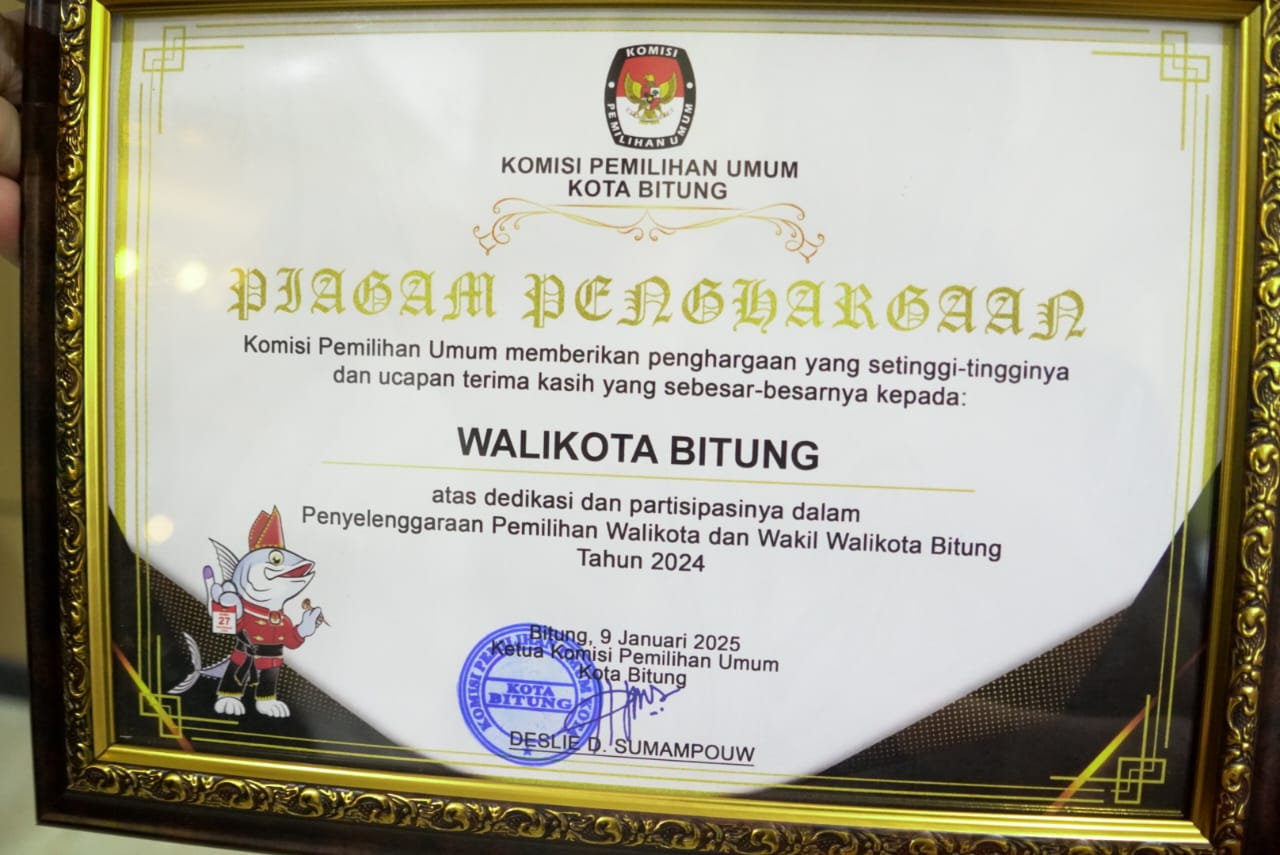 KOMISI
PEMILIHAN UMUM
KOMISI PEMILIHAN UMUM
KOTA BITUNG
PIAGAM PENGHARGAAN
Komisi Pemilihan Umum memberikan penghargaan yang setinggi-tingginya
dan ucapan terima kasih yang sebesar-besarnya kepada:
WALIKOTA BITUNG
atas dedikasi dan partisipasinya dalam
Penyelenggaraan Pemilihan Walikota dan Wakil Walikota Bitung
Tahun 2024
27
Bitung, 9 Januari 2025
Ketua Komisi Pemilihan Umum
Kota Bitung
KOMISI PEMILIHAN UMUM
KOTA
BITUNG
DESLIE D. SUMAMPOUW